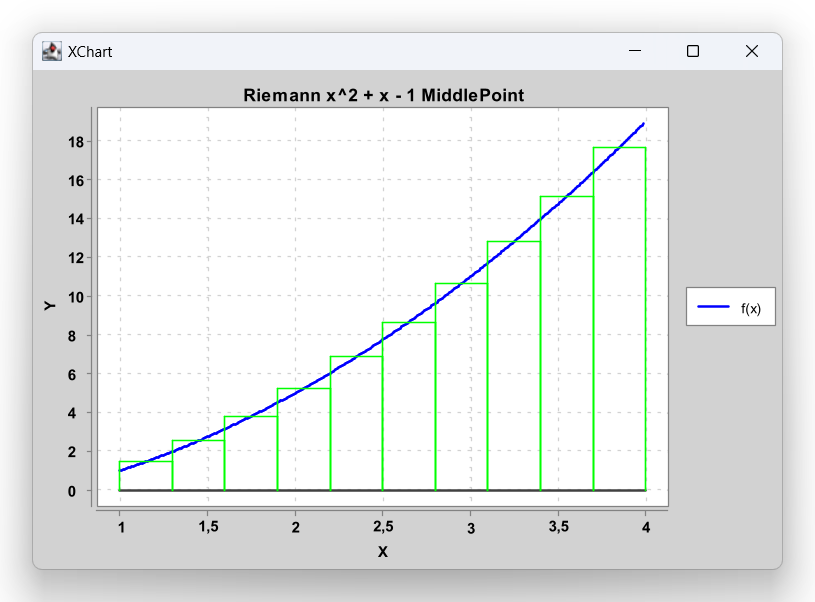 XChart
Riemann x^2 + x - 1 MiddlePoint
18
16
14
12
10
8
6
4
2
0
Y
1 1,5 2 2,5 3 3,5 4
X
f(x)